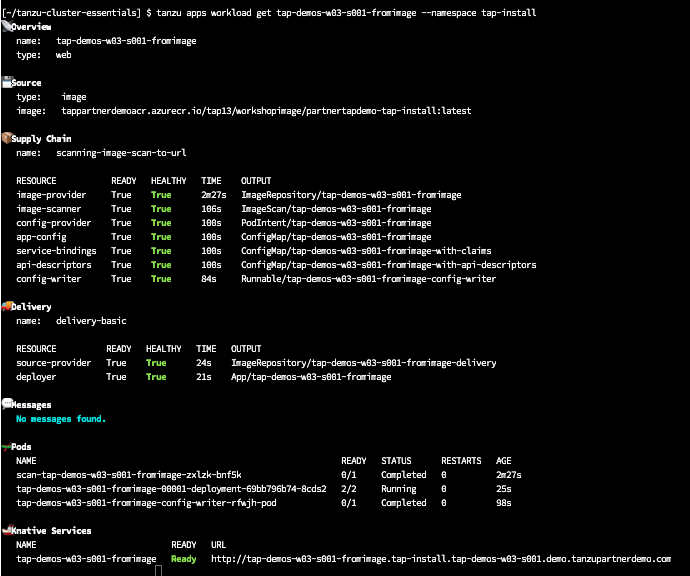 [~/tanzu-cluster-essentials] $ tanzu apps workload get tap-demos-w03-s001-fromimage --namespace tap-install
Overview
name: tap-demos-w03-s001-fromimage
type: web
Source
type: image
image: tappartnerdemoacr.azurecr.io/tap13/workshopimage/partnertapdemo-tap-install:latest
Supply Chain
name: scanning-image-scan-to-url
RESOURCE READY HEALTHY TIME OUTPUT
image-provider True True 2m27s ImageRepository/tap-demos-w03-s001-fromimage
image-scanner True True 106s ImageScan/tap-demos-w03-s001-fromimage
config-provider True True 100s PodIntent/tap-demos-w03-s001-fromimage
app-config True True 100s ConfigMap/tap-demos-w03-s001-fromimage
service-bindings True True 100s ConfigMap/tap-demos-w03-s001-fromimage-with-claims
api-descriptors True True 100s ConfigMap/tap-demos-w03-s001-fromimage-with-api-descriptors
config-writer True True 84s Runnable/tap-demos-w03-s001-fromimage-config-writer
Delivery
name: delivery-basic
RESOURCE READY HEALTHY TIME OUTPUT
source-provider True True 24s ImageRepository/tap-demos-w03-s001-fromimage-delivery
deployer True True 21s App/tap-demos-w03-s001-fromimage
Messages
No messages found.
Pods
NAME READY STATUS RESTARTS AGE
scan-tap-demos-w03-s001-fromimage-zxlzk-bnf5k 0/1 Completed 0 2m27s
tap-demos-w03-s001-fromimage-00001-deployment-69bb796b74-8cds2 2/2 Running 0 25s
tap-demos-w03-s001-fromimage-config-writer-rfwjh-pod 0/1 Completed 0 98s
Knative Services
NAME READY URL
tap-demos-w03-s001-fromimage Ready http://tap-demos-w03-s001-fromimage.tap-install.tap-demos-w03-s001.demo.tanzupartnerdemo.com